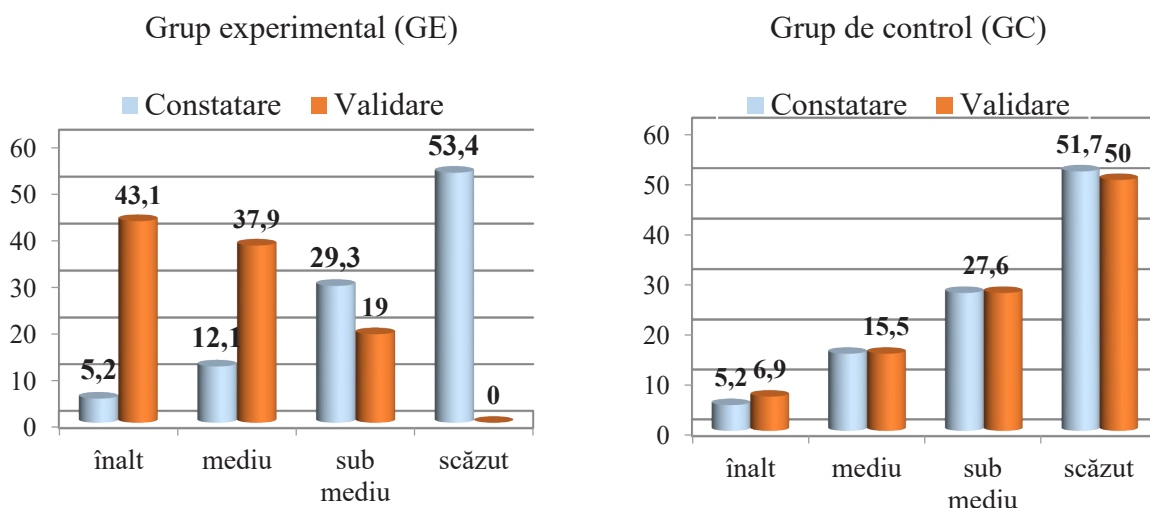 Grup experimental (GE)
Constatare Validare
60
50
40
30
20
10
0
5,2
43,1
12,1
37,9
29,3
19
53,4
0
înalt
mediu
sub
mediu
scăzut
Grup de control (GC)
Constatare Validare
60
50
40
30
20
10
0
5,2
6,9
15,5
27,6
51,7
50
înalt
mediu
sub
mediu
scăzut